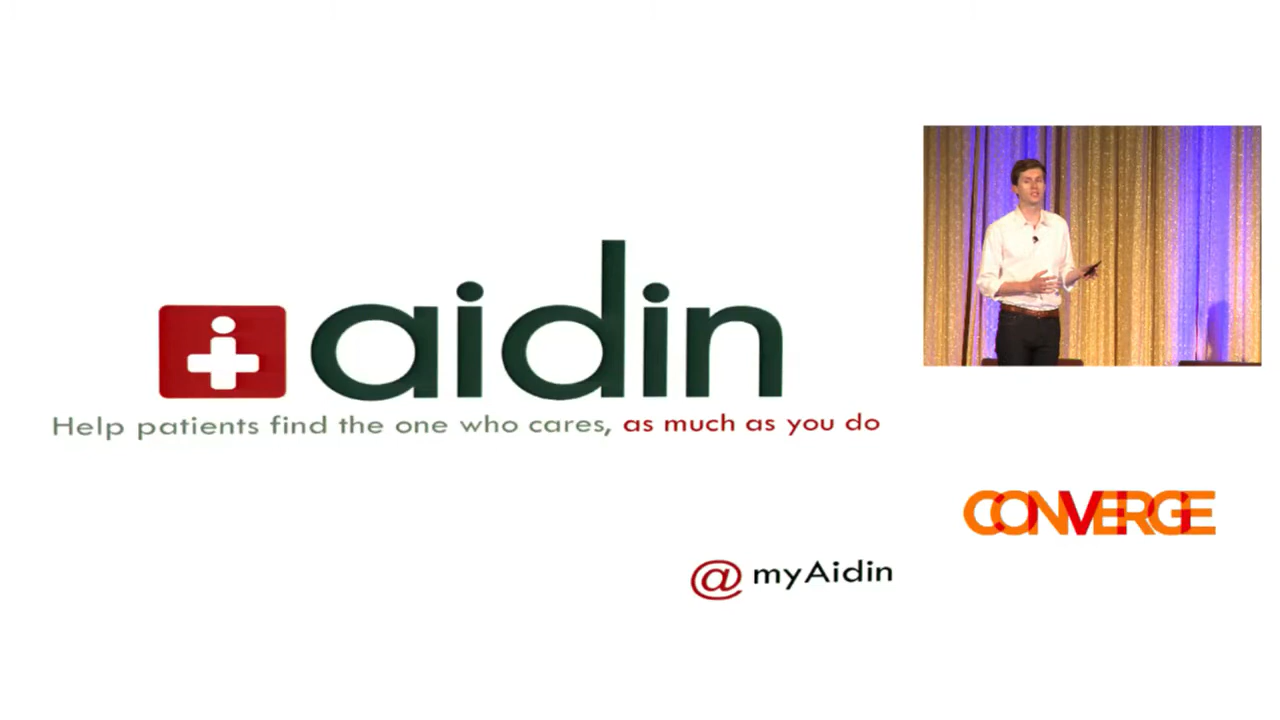 aidin
Help patients find the one who cares, as much as you do
CONVERGE
@myAidin